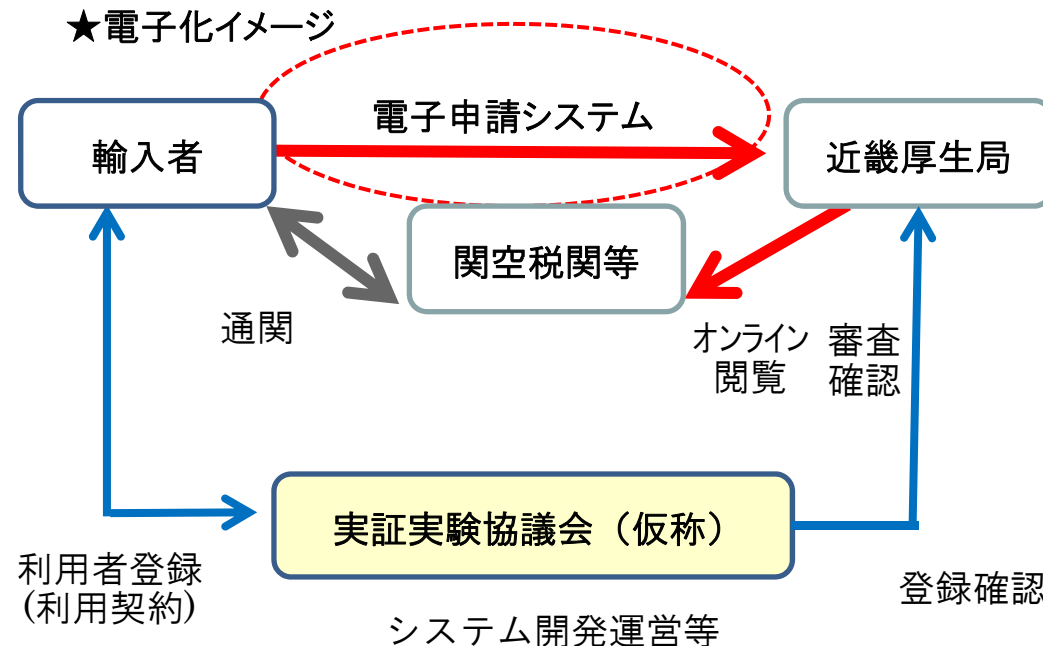 ★電子化イメージ
電子申請システム
輸入者
近畿厚生局
関空税関等
通関
オンライン
閲覧
審査
確認
実証実験協議会（仮称）
利用者登録
(利用契約)
登録確認
システム開発運営等